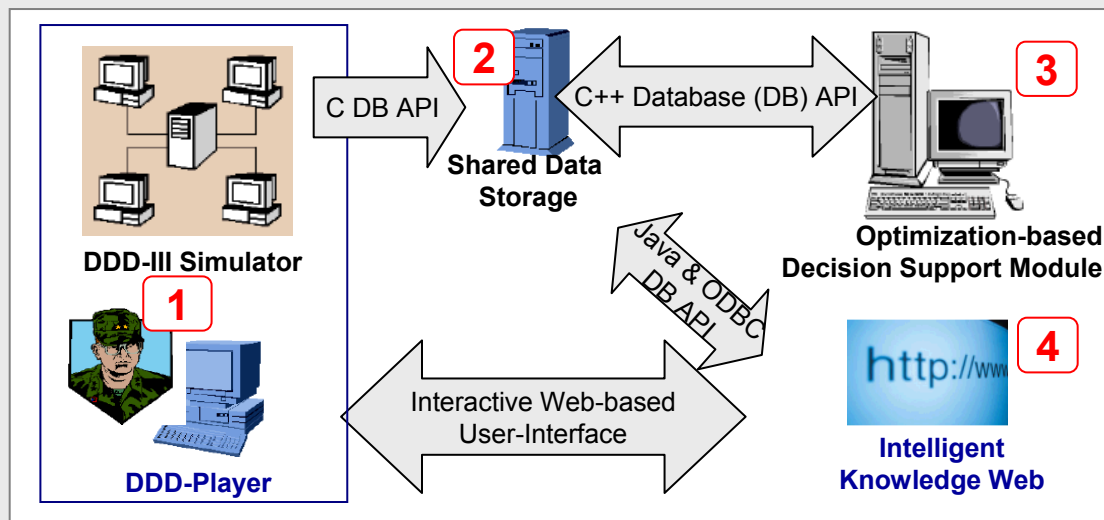 2
3
C DB API
C++ Database (DB) API
Shared Data
Storage
DDD-III Simulator
Optimization-based
Decision Support Module
Java & ODBC
DB API
1
4
http://www
Interactive Web-based
User-Interface
DDD-Player
Intelligent
Knowledge Web